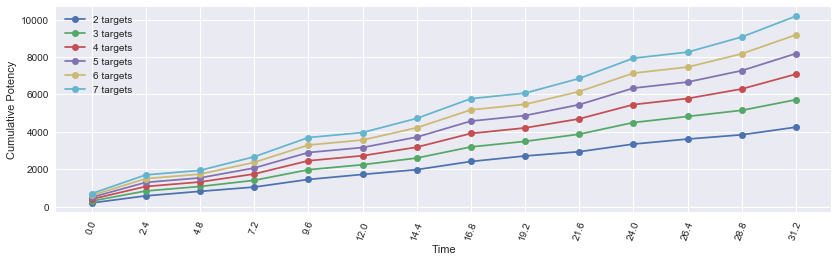 10000
8000
6000
4000
2000
0
Cumulative Potency
2 targets
3 targets
4 targets
5 targets
6 targets
7 targets
0.0
2.4
4.8
7.2
9.6
12.0
14.4
16.8
19.2
21.6
24.0
26.4
28.8
31.2
Time